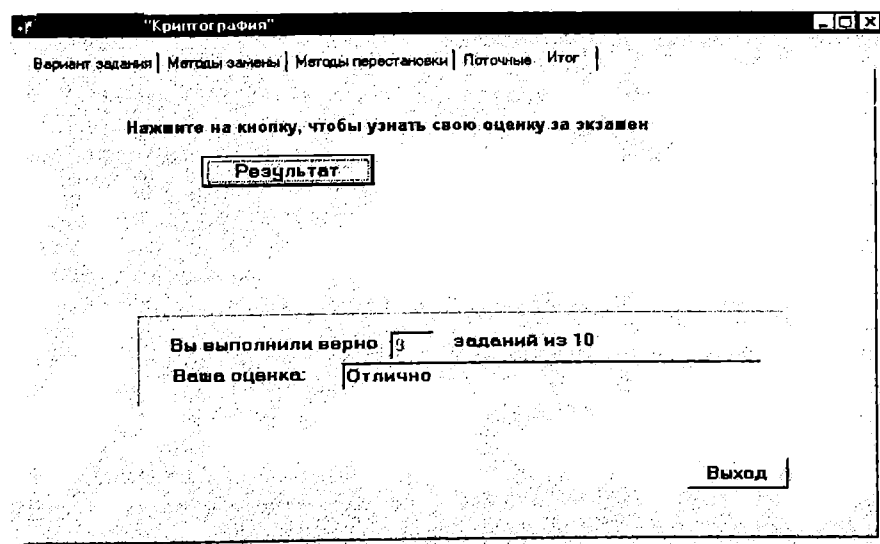 "Криптография"
Вариант задания | Методы замены | Методы перестановки | Поточные Итог
Нажмите на кнопку, чтобы узнать свою оценку за экзамен
Результат
Вы выполнили верно 9 заданий из 10
Ваша оценка: Отлично
Выход